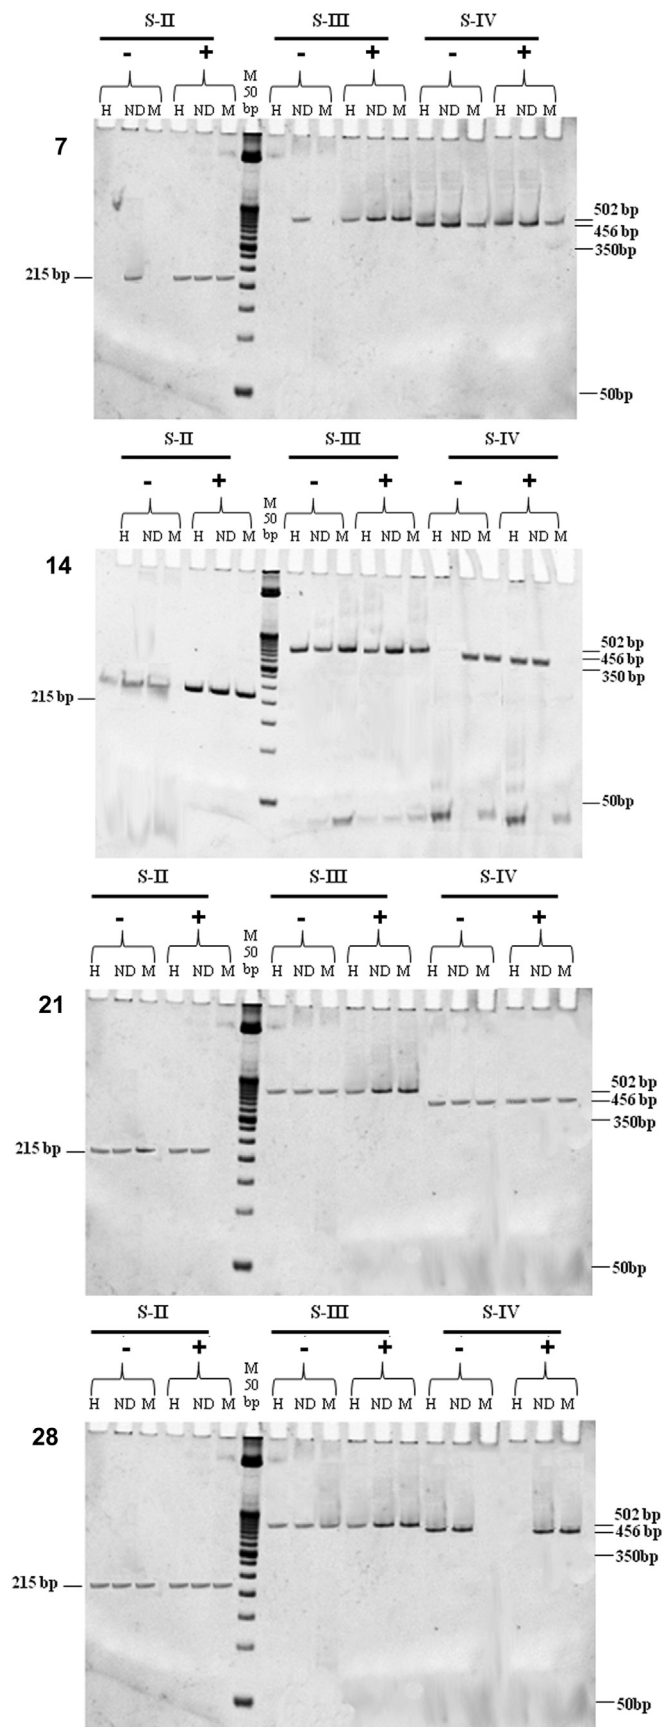 S-II S-III S-IV
- + - + - +
M
50
bp
H ND M H ND M H ND M H ND M H ND M H ND M
7
502 bp
456 bp
350bp
215 bp
50bp
S-II S-III S-IV
- + - + - +
M
50
bp
H ND M H ND M H ND M H ND M H ND M H ND M
14
502 bp
456 bp
350 bp
215 bp
50bp
S-II S-III S-IV
- + - + - +
M
50
bp
H ND M H ND M H ND M H ND M H ND M H ND M
21
502 bp
456 bp
350bp
215 bp
50bp
S-II S-III S-IV
- + - + - +
M
50
bp
H ND M H ND M H ND M H ND M H ND M H ND M
28
502 bp
456 bp
350bp
215 bp
50bp